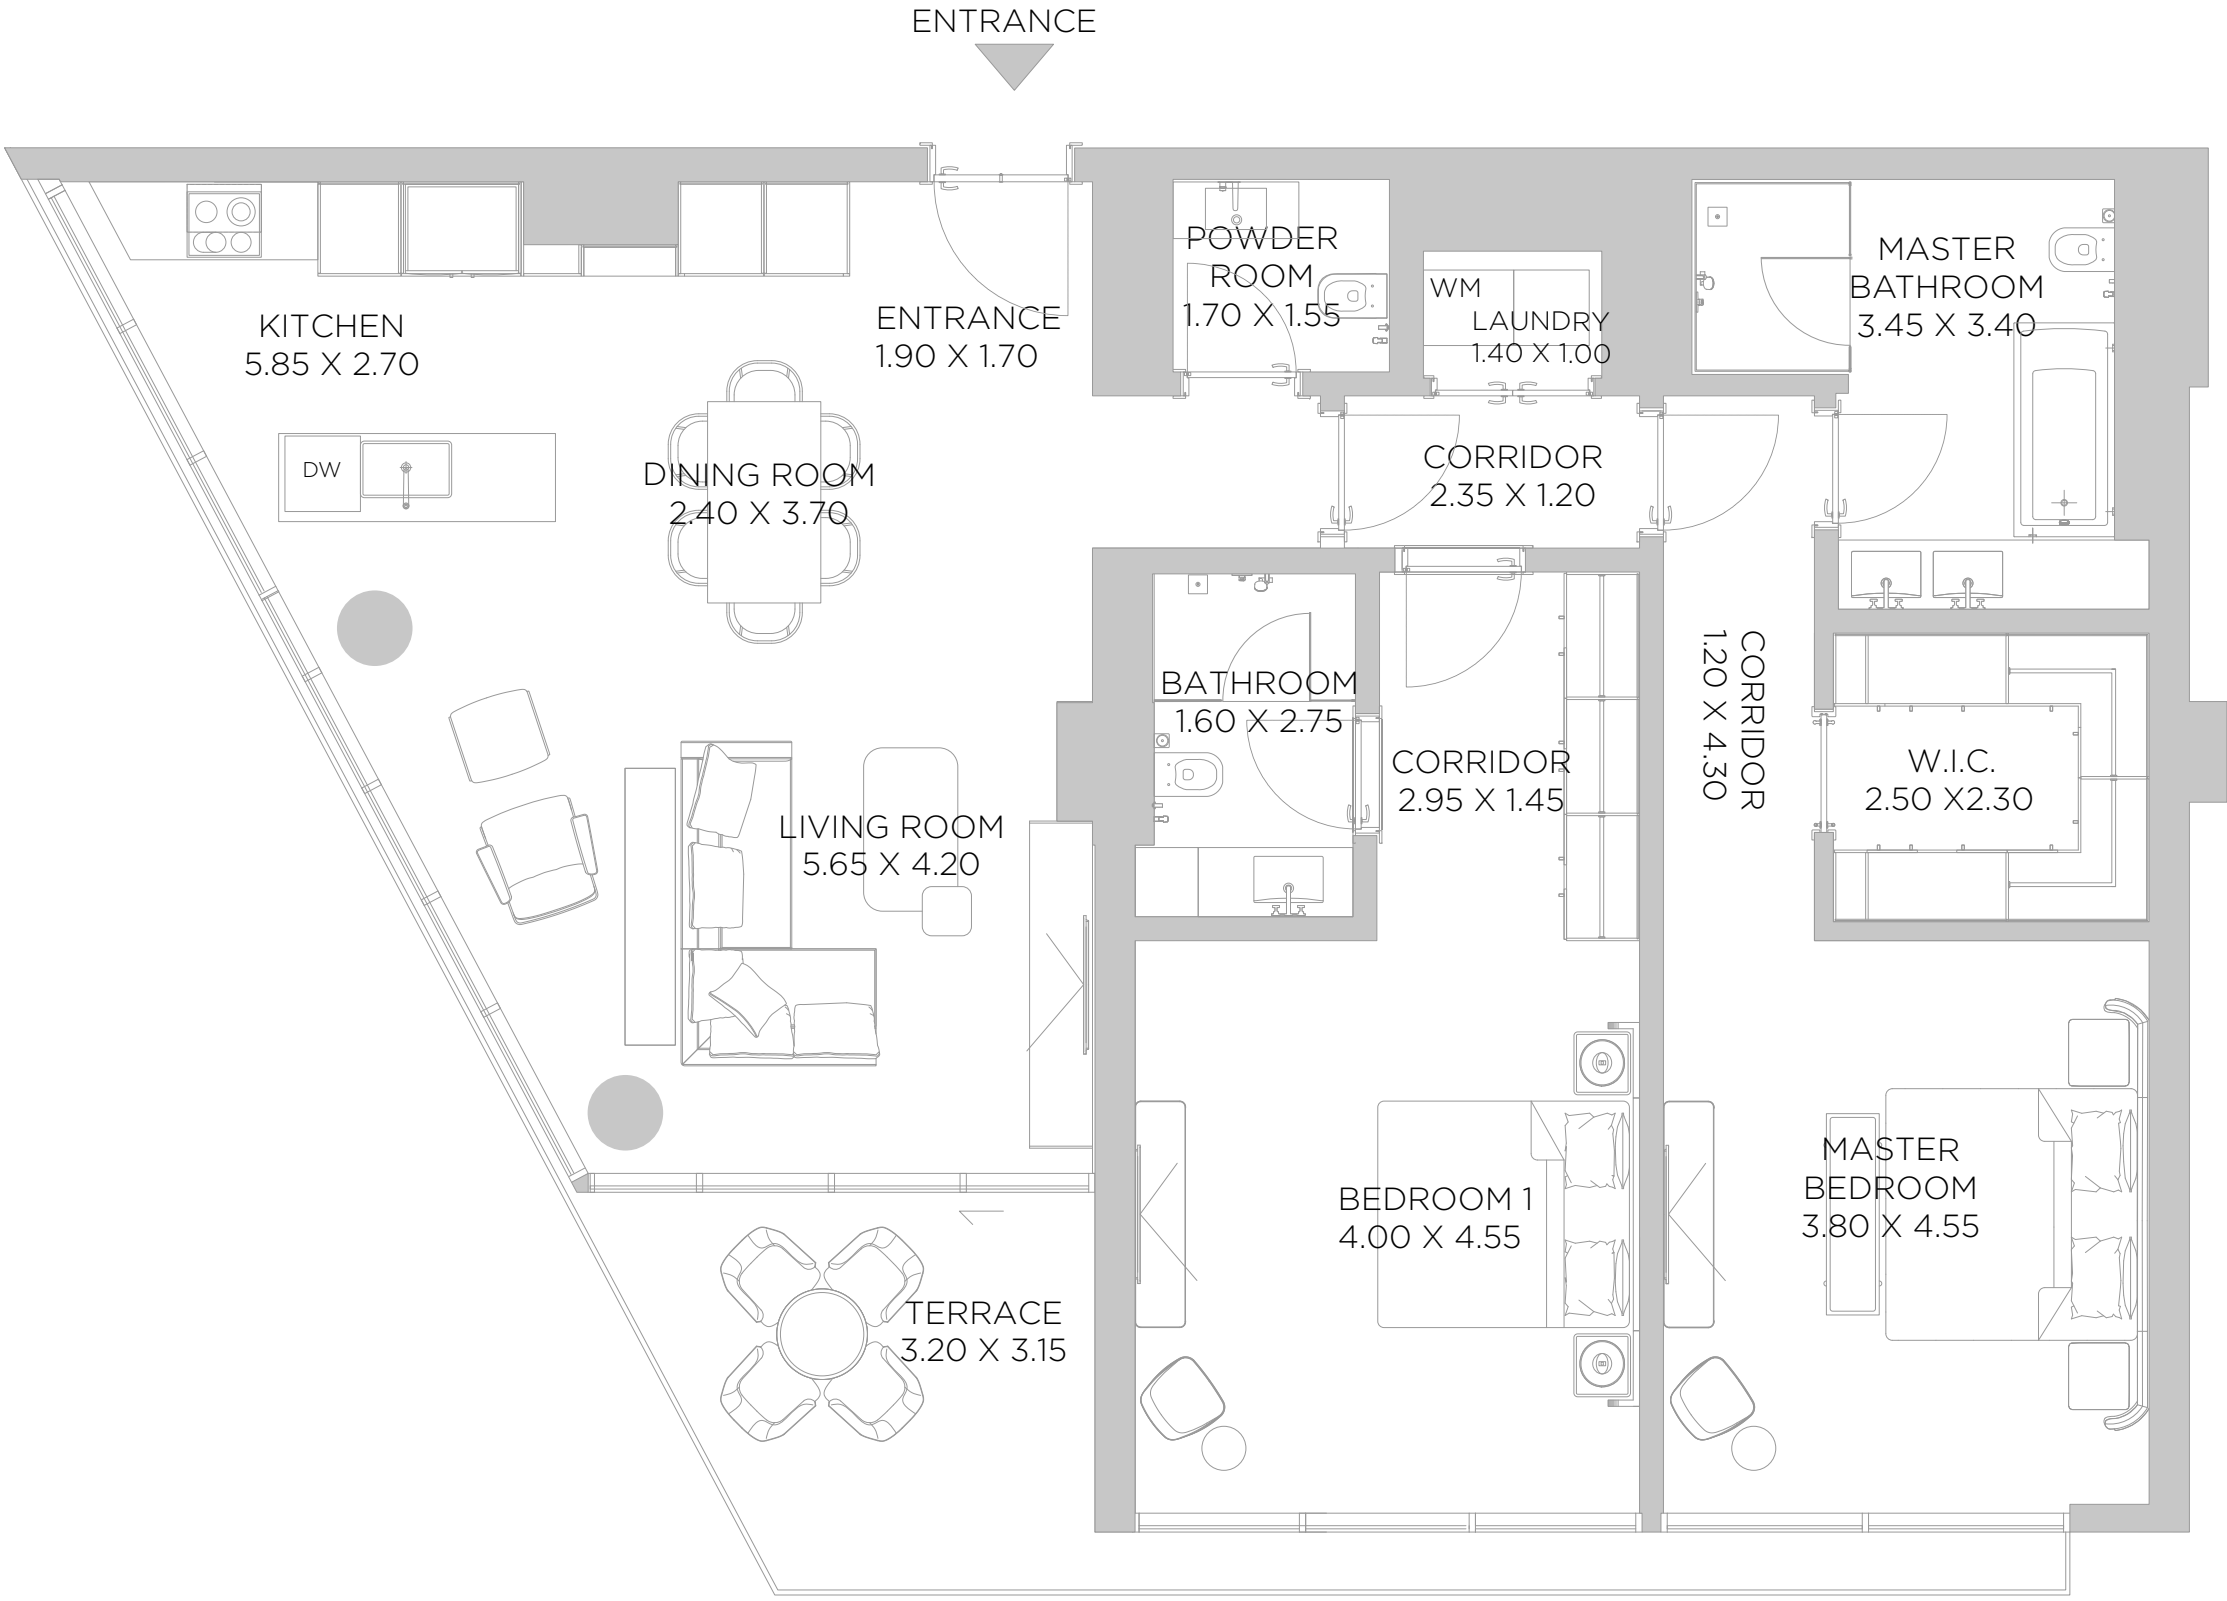 ENTRANCE
POWDER
ROOM
1.70 X 1.55
MASTER
BATHROOM
3.45 X 3.40
WM
LAUNDRY
1.40 X 1.00
KITCHEN
5.85 X 2.70
ENTRANCE
1.90 X 1.70
DW
DINING ROOM
2.40 X 3.70
CORRIDOR
2.35 X 1.20
BATHROOM
1.60 X 2.75
CORRIDOR
2.95 X 1.45
CORRIDOR
1.20 X 4.30
W.I.C.
2.50 X2.30
LIVING ROOM
5.65 X 4.20
BEDROOM 1
4.00 X 4.55
MASTER
BEDROOM
3.80 X 4.55
TERRACE
3.20 X 3.15